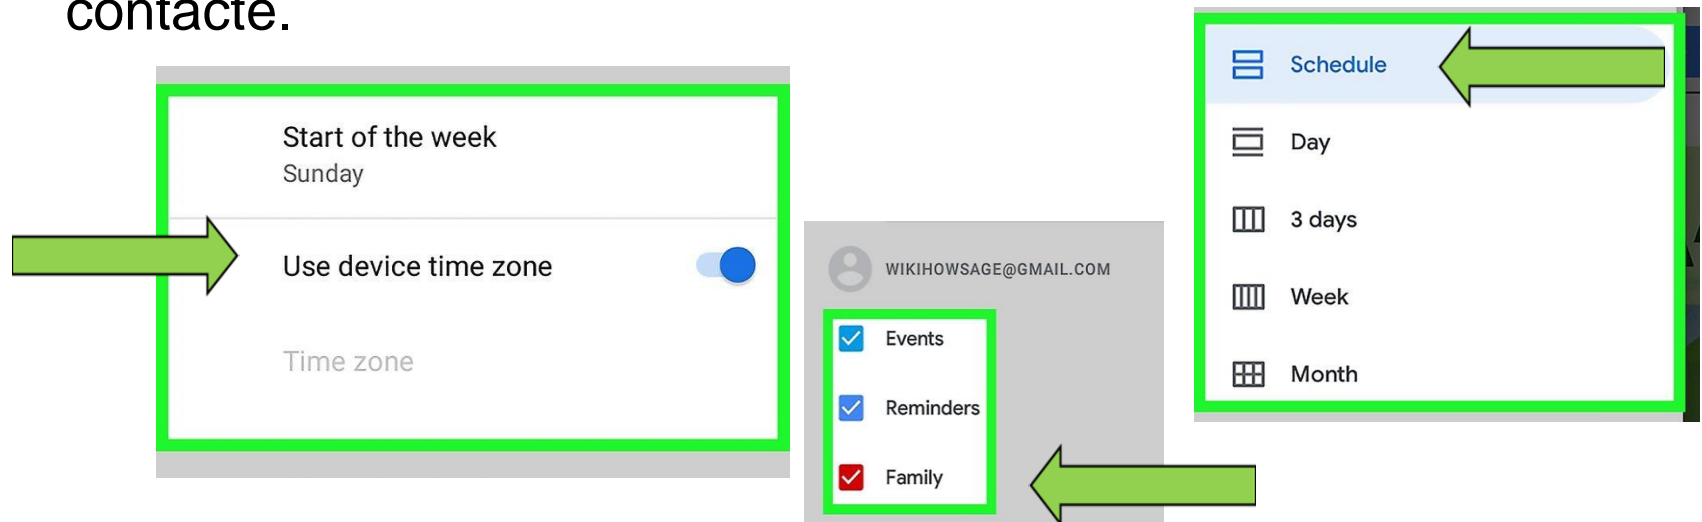 contacte.
Start of the week
Sunday
Use device time zone
Time zone
WIKIHOWSAGE@GMAIL.COM
Events
Reminders
Family
Schedule
Day
3 days
Week
Month